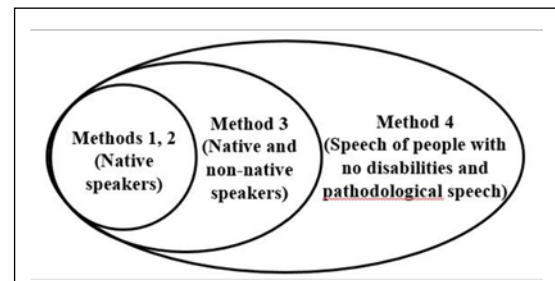 Methods 1, 2
(Native
speakers)
Method 3
(Native and
non-native
speakers)
Method 4
(Speech of people with
no disabilities and
pathodological speech)